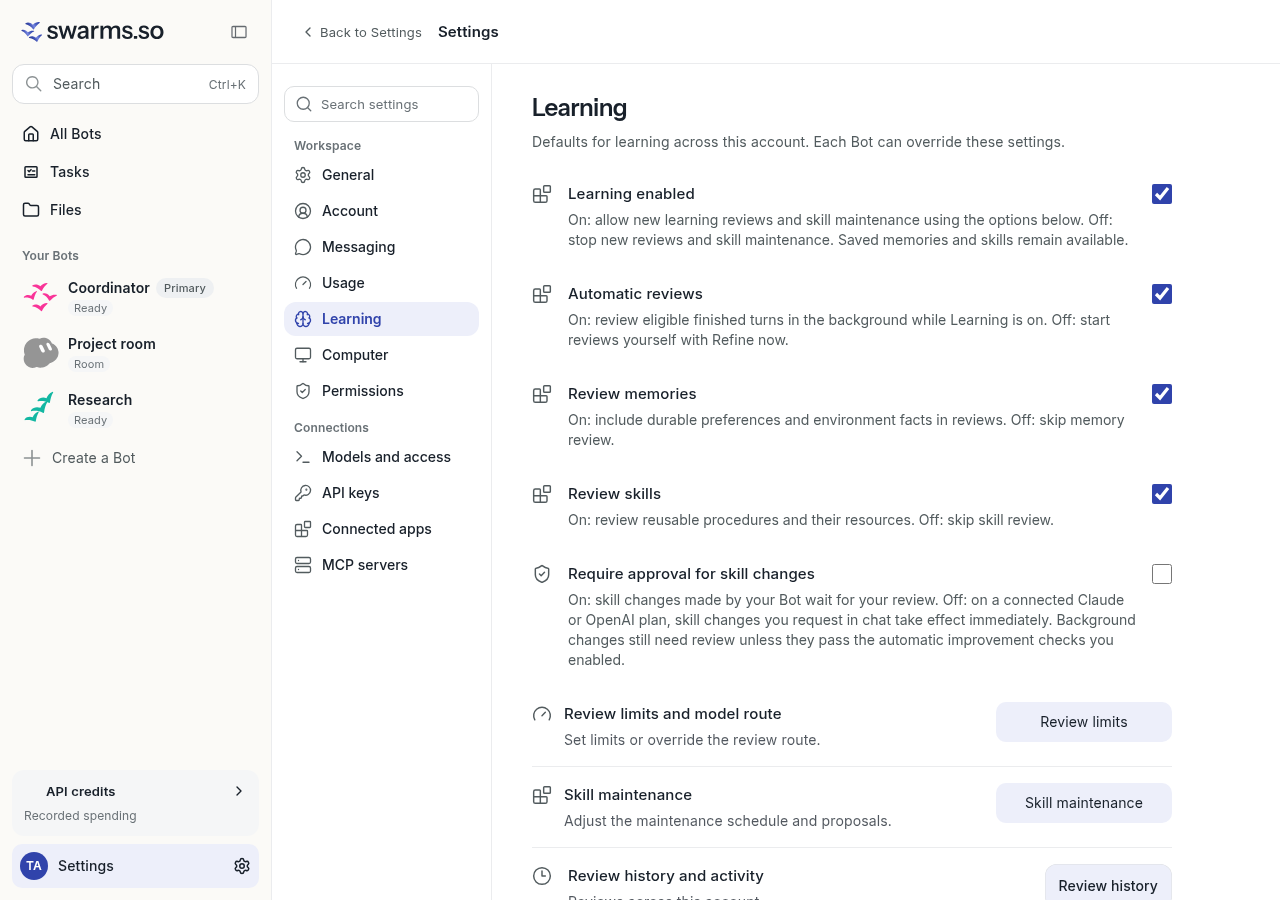 swarms.so
Search
Ctrl+K
All Bots
Tasks
Files
Your Bots
Coordinator
Primary
Ready
Project room
Room
Research
Ready
Create a Bot
API credits
Recorded spending
TA
Settings
Back to Settings
Settings
Search settings
Workspace
General
Account
Messaging
Usage
Learning
Computer
Permissions
Connections
Models and access
API keys
Connected apps
MCP servers
Learning
Defaults for learning across this account. Each Bot can override these settings.
Learning enabled
On: allow new learning reviews and skill maintenance using the options below. Off:
stop new reviews and skill maintenance. Saved memories and skills remain available.
Automatic reviews
On: review eligible finished turns in the background while Learning is on. Off: start
reviews yourself with Refine now.
Review memories
On: include durable preferences and environment facts in reviews. Off: skip memory
review.
Review skills
On: review reusable procedures and their resources. Off: skip skill review.
Require approval for skill changes
On: skill changes made by your Bot wait for your review. Off: on a connected Claude
or OpenAI plan, skill changes you request in chat take effect immediately. Background
changes still need review unless they pass the automatic improvement checks you
enabled.
Review limits and model route
Set limits or override the review route.
Review limits
Skill maintenance
Adjust the maintenance schedule and proposals.
Skill maintenance
Review history and activity
Reviews across this account.
Review history